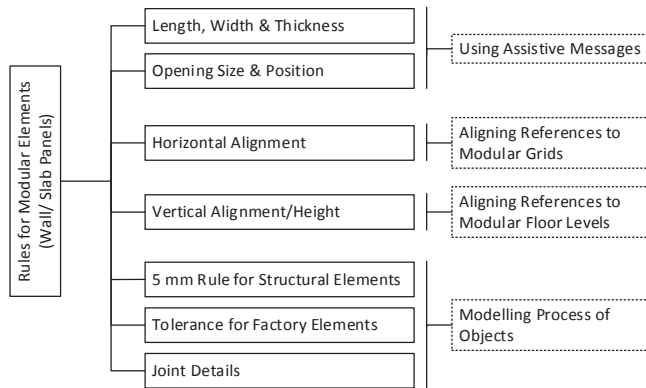 Rules for Modular Elements
(Wall/ Slab Panels)
Length, Width & Thickness
Opening Size & Position
Using Assistive Messages
Horizontal Alignment
Aligning References to
Modular Grids
Vertical Alignment/Height
Aligning References to
Modular Floor Levels
5 mm Rule for Structural Elements
Tolerance for Factory Elements
Joint Details
Modelling Process of
Objects